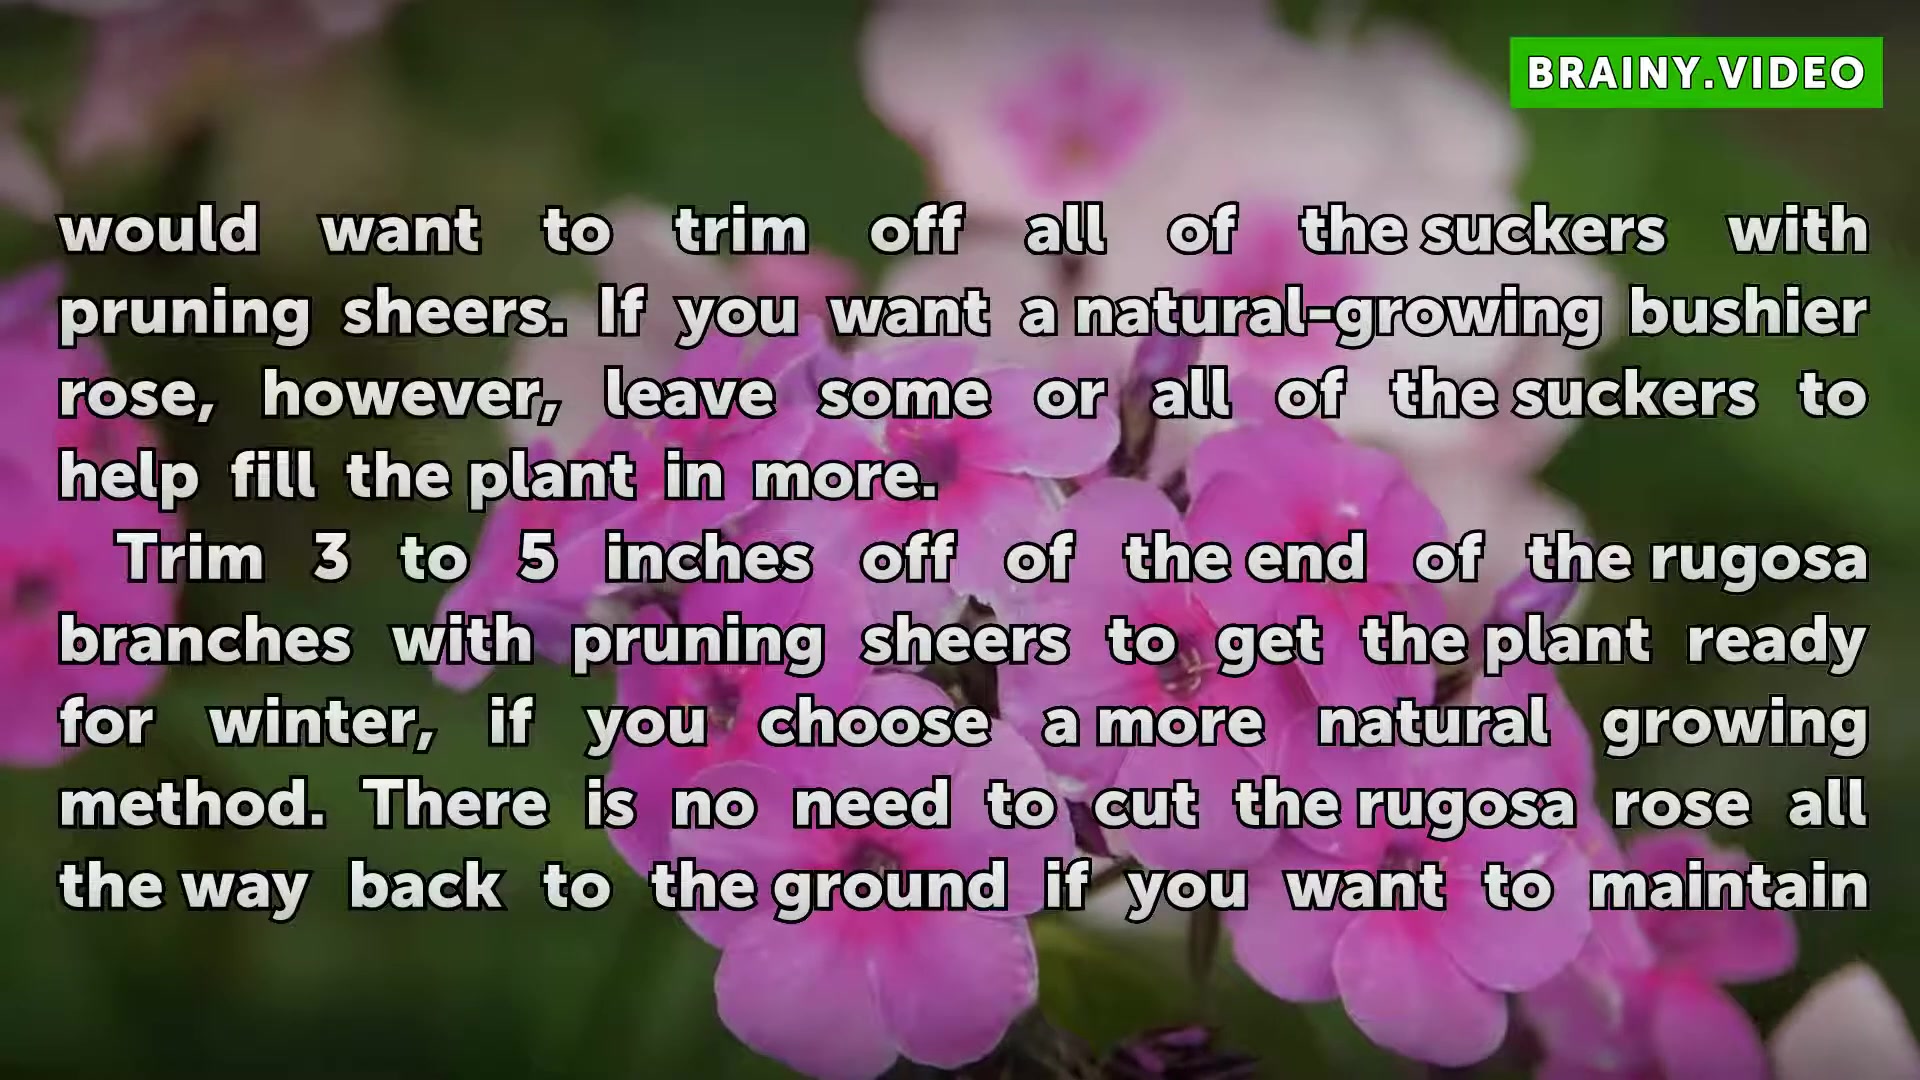 BRAINY.VIDEO
would want to trim off all of the suckers with
pruning sheers. If you want a natural-growing bushier
rose, however, leave some or all of the suckers to
help fill the plant in more.
Trim 3 to 5 inches off of the end of the rugosa
branches with pruning sheers to get the plant ready
for winter, if you choose a more natural growing
method. There is no need to cut the rugosa rose all
the way back to the ground if you want to maintain